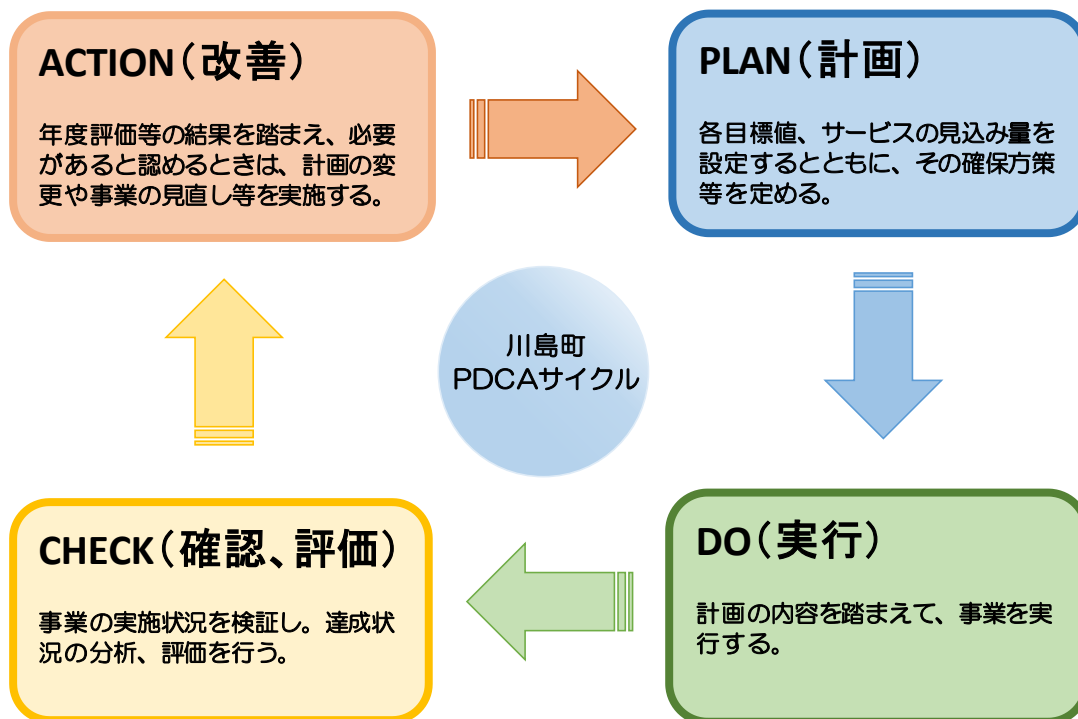 ACTION（改善）
年度評価等の結果を踏まえ、必要
があると認めるときは、計画の変
更や事業の見直し等を実施する。
PLAN（計画）
各目標値、サービスの見込み量を
設定するとともに、その確保方策
等を定める。
川島町
PDCAサイクル
CHECK（確認、評価）
事業の実施状況を検証し。達成状
況の分析、評価を行う。
DO（実行）
計画の内容を踏まえて、事業を実
行する。